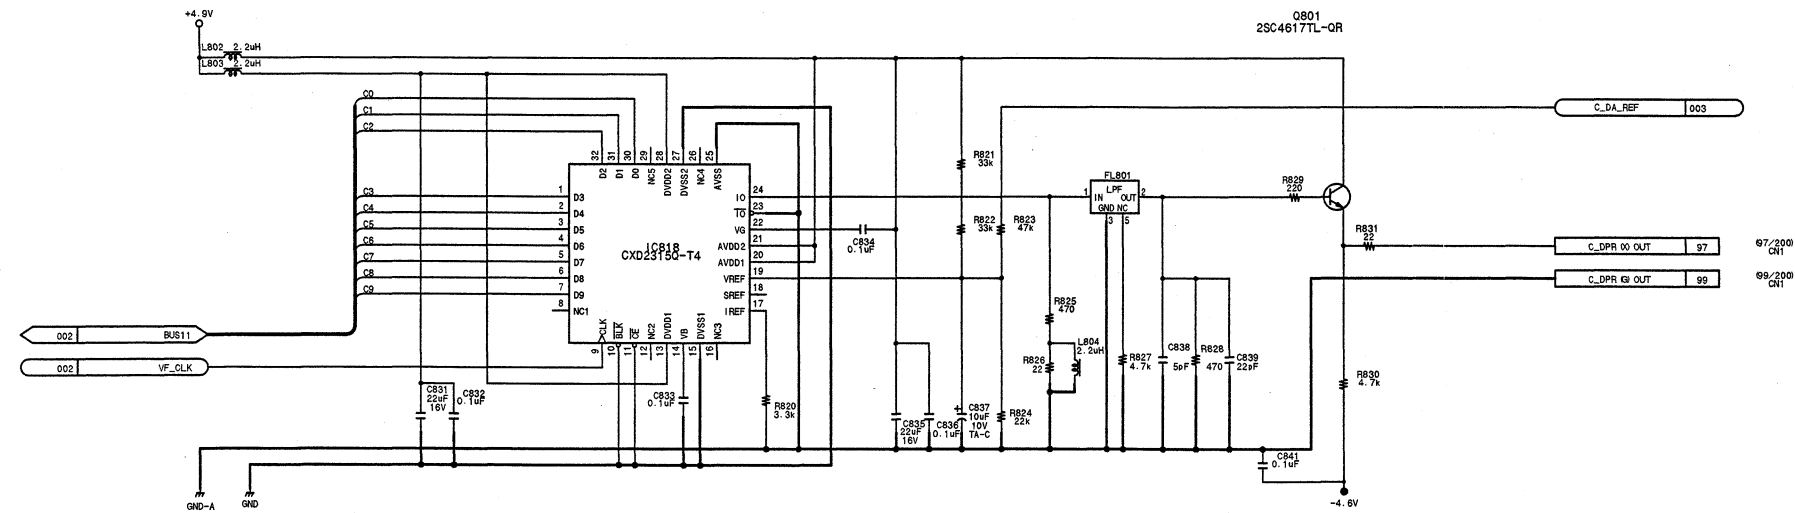 +4.9V
L802 2.2uH
L803 2.2uH
Q801
2SC4617TL-QR
C0
C1
C2
C3
C4
C5
C6
C7
C8
C9
C_DA_REF 003
32 31 30 29 28 27 26 25
D2 D1 D0 NC5 DVDD2 DVSS2 NC4 AVSS
1 D3
2 D4
3 D5
4 D6
5 D7
6 D8
7 D9
8 NC1
IC818
CXD2315Q-T4
IO 24
IO 23
VG 22
AVDD2 21
AVDD1 20
VREF 19
SREF 18
IREF 17
CLK BLK CE NC2 DVDD1 VB DVSS1 NC3
9 10 11 12 13 14 15 16
002 BUS11
002 VF_CLK
C831
22uF
16V
C832
0.1uF
C833
0.1uF
R820
3.3k
C834
0.1uF
C835
22uF
16V
C836
0.1uF
+
C837
10uF
10V
TA-C
R821
33k
R822
33k
R823
47k
R824
22k
R825
470
R826
22
L804
2.2uH
FL801
LPF
1 IN OUT 2
GND NC
3 5
R827
4.7k
C838
5pF
R828
470
C839
22pF
R829
220
R831
22
R830
4.7k
C841
0.1uF
C_DPR (X) OUT 97
(97/200)
CN1
C_DPR (G) OUT 99
(99/200)
CN1
GND-A
GND
-4.6V